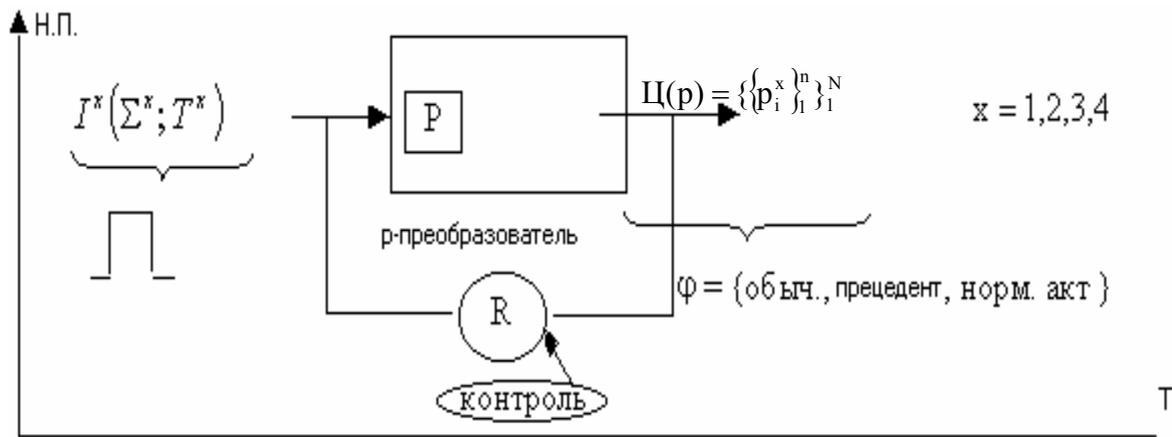 Н.П.
Iˣ(Σˣ; Tˣ)
P
Ц(p) = {{pᵢˣ}₁ⁿ}₁ᴺ
x = 1,2,3,4
р-преобразователь
φ = {обыч., прецедент, норм. акт }
R
контроль
Т